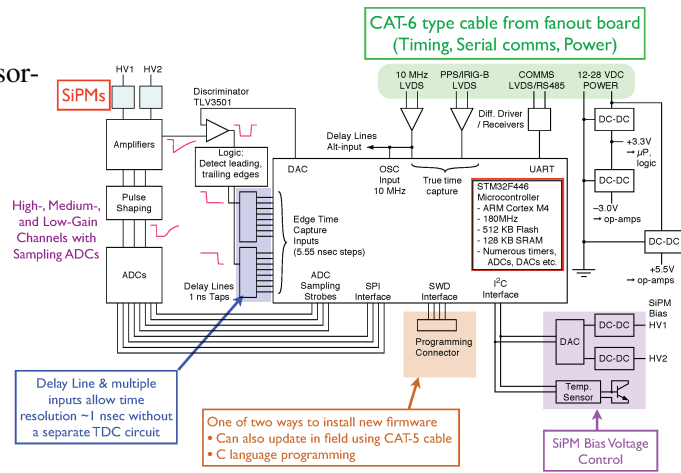 CAT-6 type cable from fanout board
(Timing, Serial comms, Power)
sor-
HV1 HV2
SiPMs
10 MHz
LVDS
PPS/IRIG-B
LVDS
COMMS
LVDS/RS485
12-28 VDC
POWER
Discriminator
TLV3501
Amplifiers
Delay Lines
Alt-input
Diff. Driver
/ Receivers
DC-DC
+3.3V
→ μP,
logic
Logic:
Detect leading,
trailing edges
DAC
OSC
Input
10 MHz
True time
capture
UART
DC-DC
–3.0V
→ op-amps
DC-DC
+5.5V
→ op-amps
STM32F446
Microcontroller
- ARM Cortex M4
- 180MHz
- 512 KB Flash
- 128 KB SRAM
- Numerous timers,
ADCs, DACs etc.
Pulse
Shaping
High-, Medium-,
and Low-Gain
Channels with
Sampling ADCs
Edge Time
Capture
Inputs
(5.55 nsec steps)
ADCs
Delay Lines
1 ns Taps
ADC
Sampling
Strobes
SPI
Interface
SWD
Interface
I²C
Interface
Programming
Connector
SiPM
Bias
DAC
DC-DC
HV1
DC-DC
HV2
Temp.
Sensor
Delay Line & multiple
inputs allow time
resolution ~1 nsec without
a separate TDC circuit
One of two ways to install new firmware
• Can also update in field using CAT-5 cable
• C language programming
SiPM Bias Voltage
Control